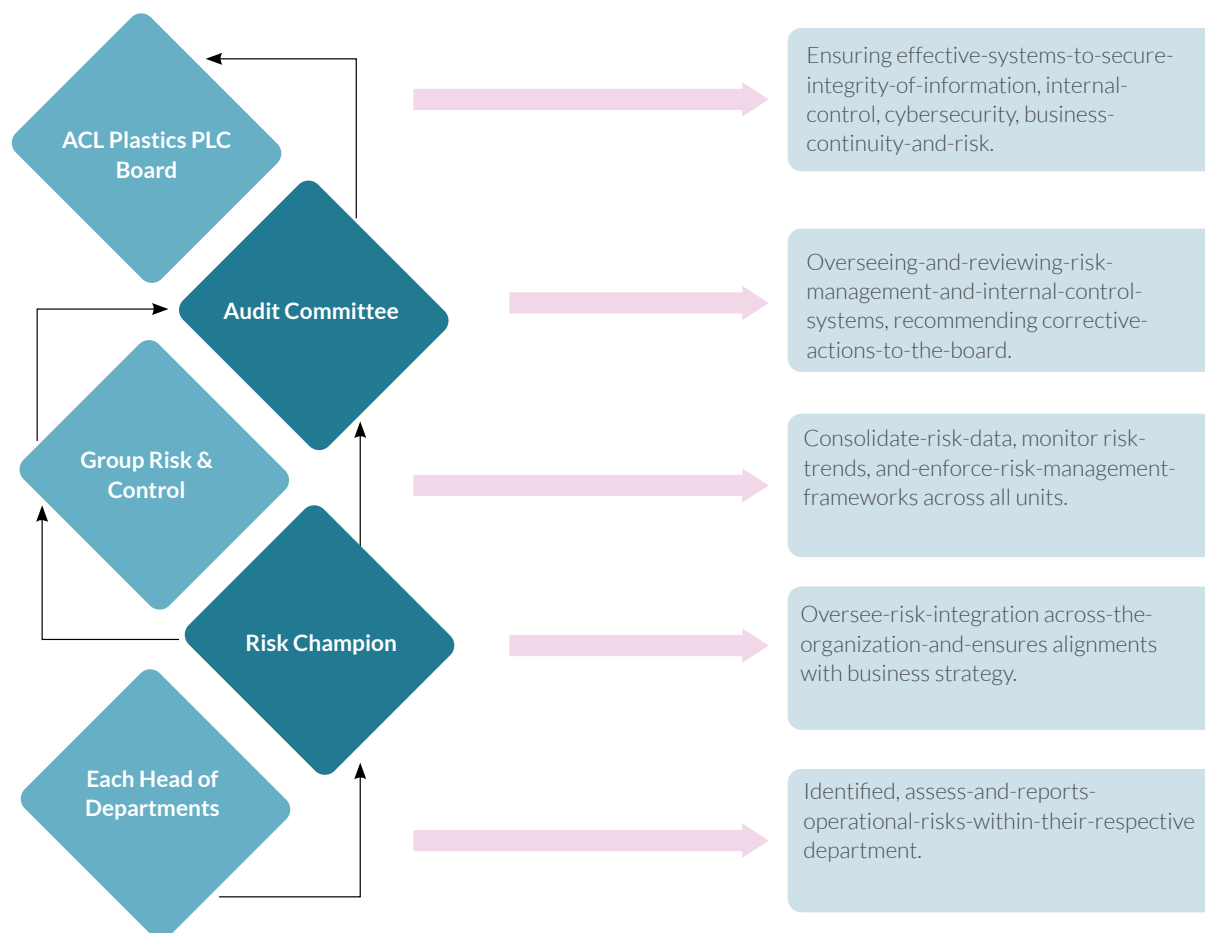 ACL Plastics PLC
Board
Ensuring effective-systems-to-secure-
integrity-of-information, internal-
control, cybersecurity, business-
continuity-and-risk.
Audit Committee
Overseeing-and-reviewing-risk-
management-and-internal-control-
systems, recommending corrective-
actions-to-the-board.
Group Risk &
Control
Consolidate-risk-data, monitor risk-
trends, and-enforce-risk-management-
frameworks across all units.
Risk Champion
Oversee-risk-integration across-the-
organization-and-ensures alignments
with business strategy.
Each Head of
Departments
Identified, assess-and-reports-
operational-risks-within-their-respective
department.